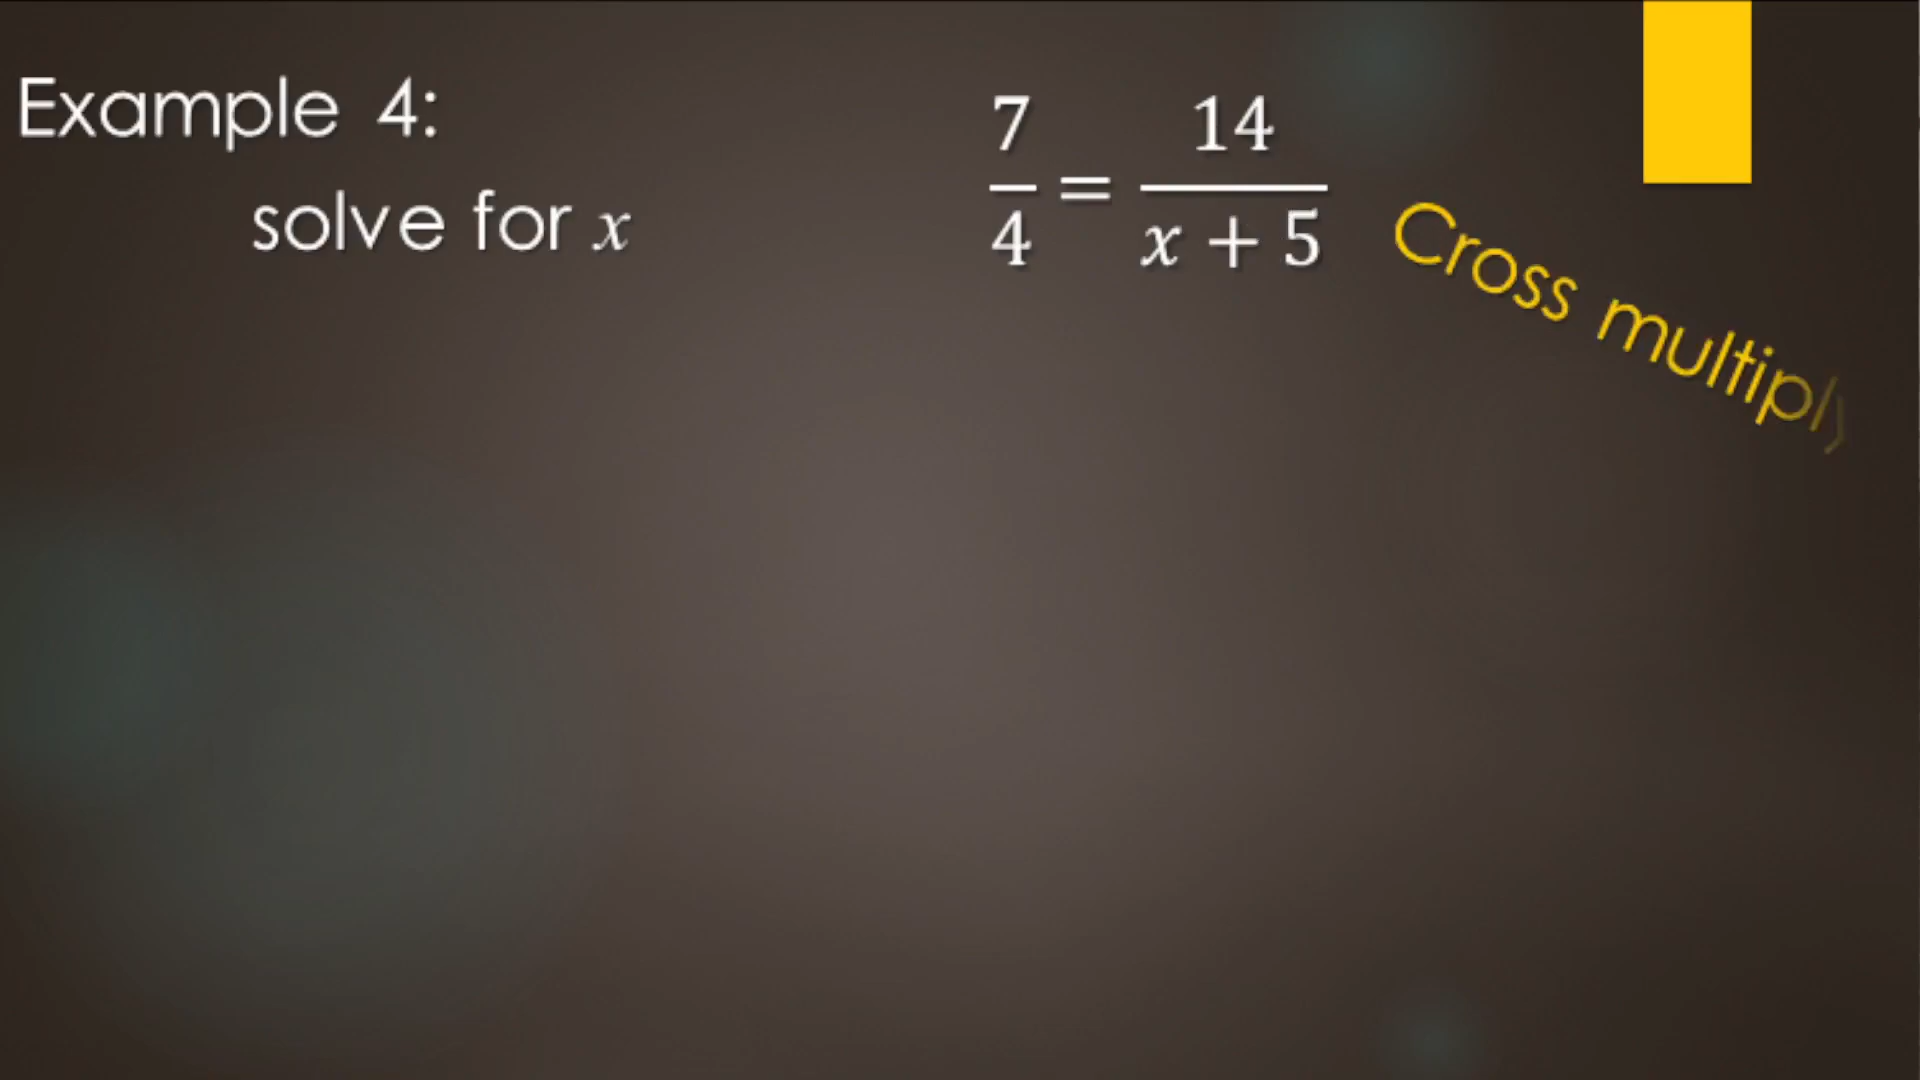 Example 4:
solve for x
7/4 = 14/(x + 5)
Cross multiply